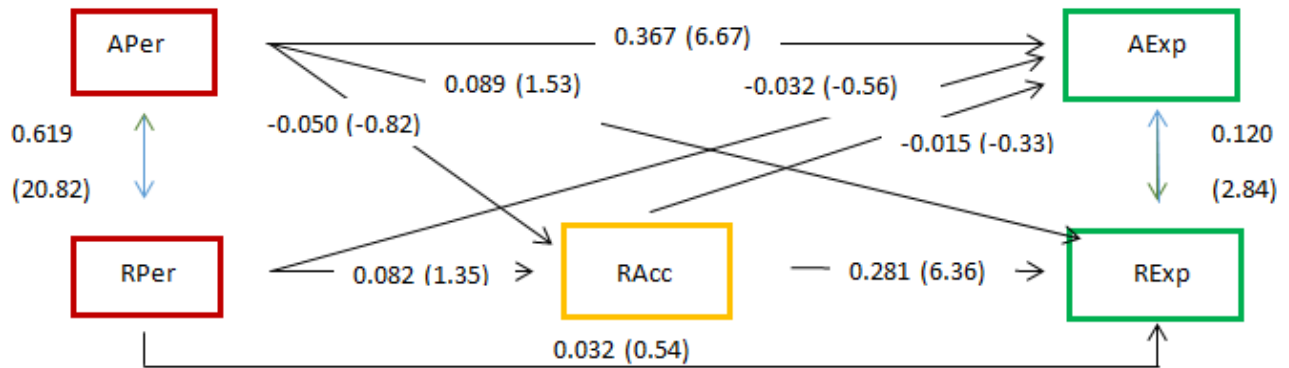 APer
0.367 (6.67)
AExp
0.089 (1.53)
-0.032 (-0.56)
-0.050 (-0.82)
0.619
(20.82)
-0.015 (-0.33)
0.120
(2.84)
RPer
0.082 (1.35)
RAcc
0.281 (6.36)
RExp
0.032 (0.54)